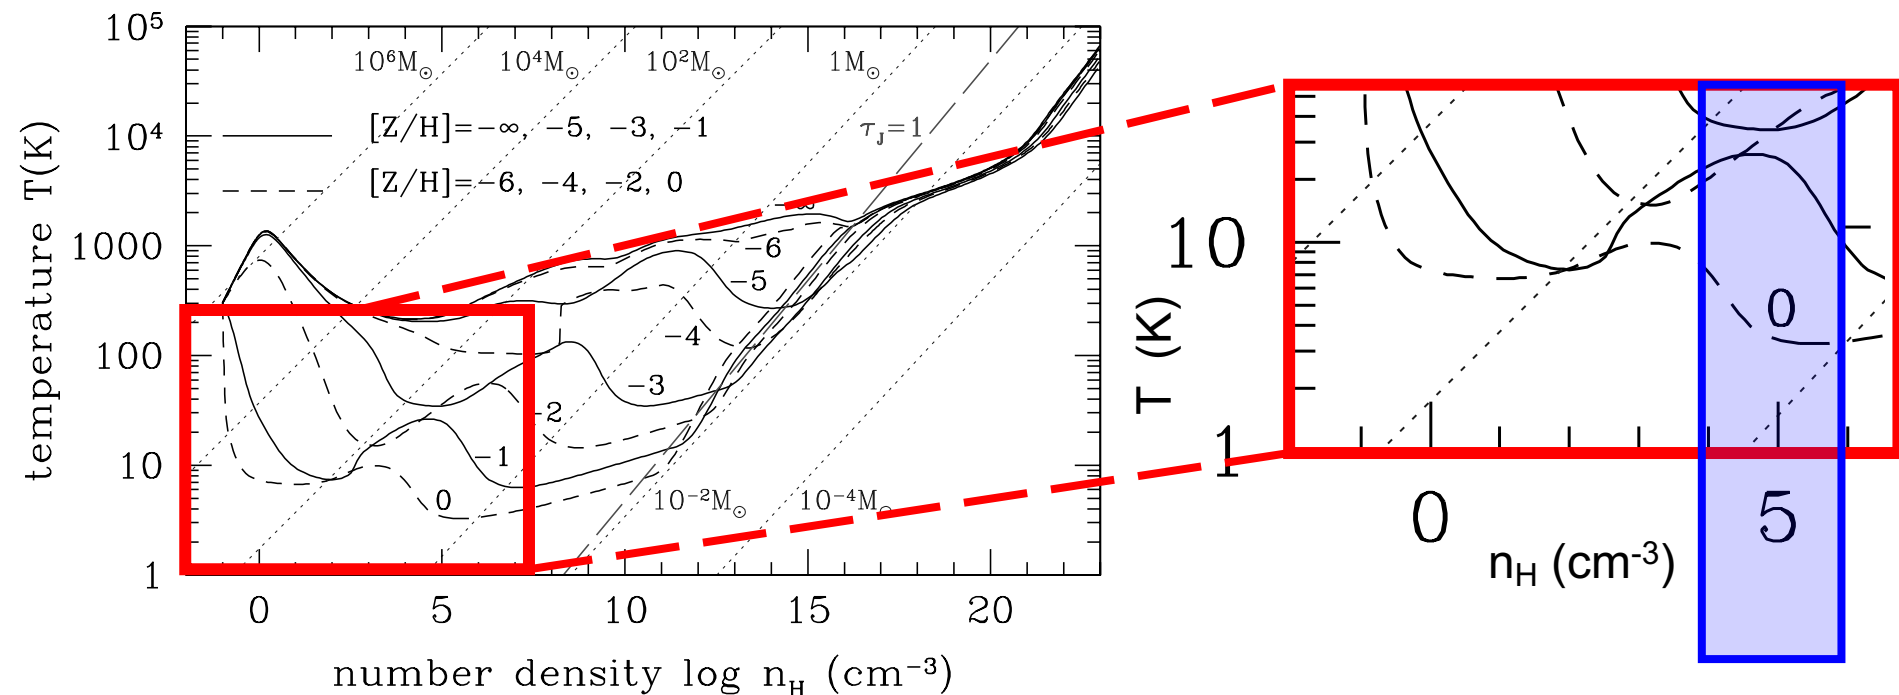 10⁵
10⁴
1000
100
10
1
temperature T(K)
10⁶M☉
10⁴M☉
10²M☉
1M☉
[Z/H]=−∞, −5, −3, −1
[Z/H]=−6, −4, −2, 0
τJ=1
−∞
−6
−5
−4
−3
−2
−1
0
10⁻²M☉
10⁻⁴M☉
0
5
10
15
20
number density log nH (cm⁻³)
10
1
T (K)
0
0
5
nH (cm⁻³)